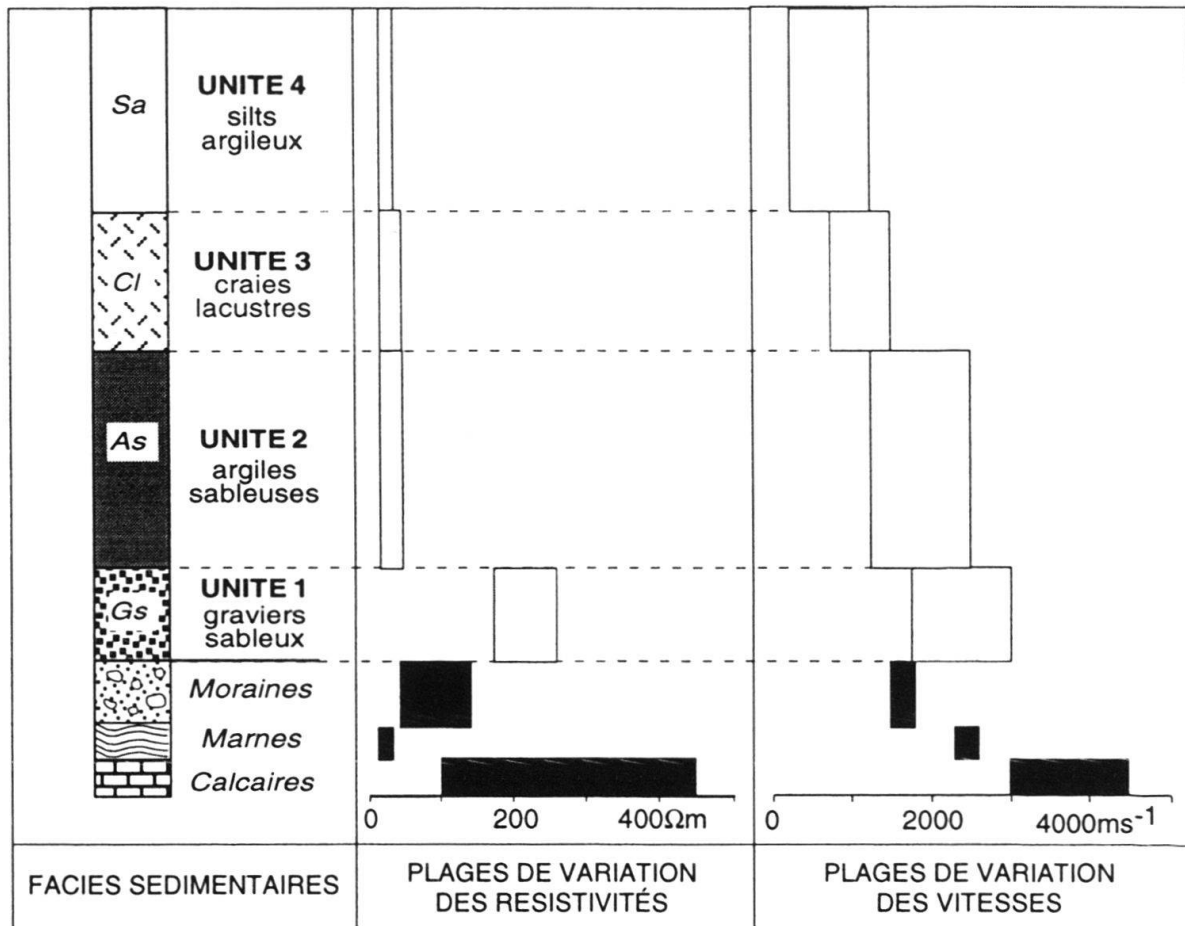 Sa
UNITE 4
silts
argileux
Cl
UNITE 3
craies
lacustres
As
UNITE 2
argiles
sableuses
Gs
UNITE 1
graviers
sableux
Moraines
Marnes
Calcaires
0 200 400Ωm
0 2000 4000ms⁻¹
FACIES SEDIMENTAIRES
PLAGES DE VARIATION
DES RESISTIVITÉS
PLAGES DE VARIATION
DES VITESSES